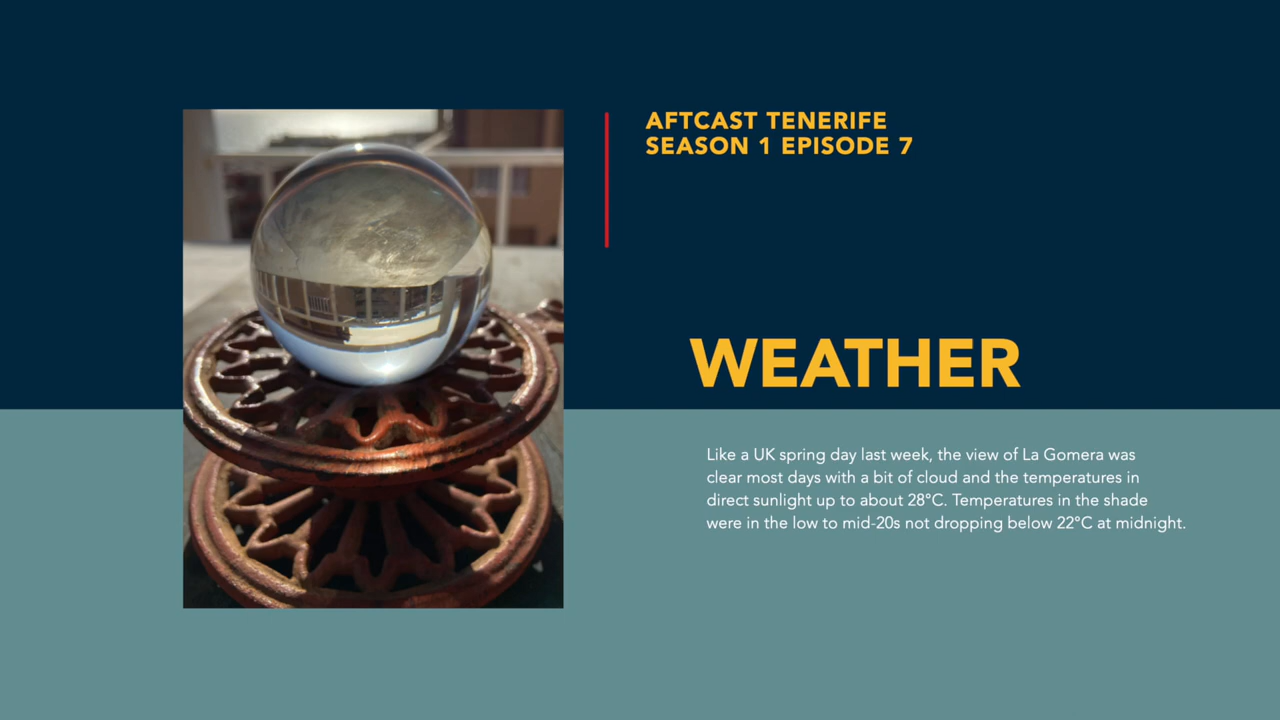 AFTCAST TENERIFE
SEASON 1 EPISODE 7
WEATHER
Like a UK spring day last week, the view of La Gomera was
clear most days with a bit of cloud and the temperatures in
direct sunlight up to about 28°C. Temperatures in the shade
were in the low to mid-20s not dropping below 22°C at midnight.